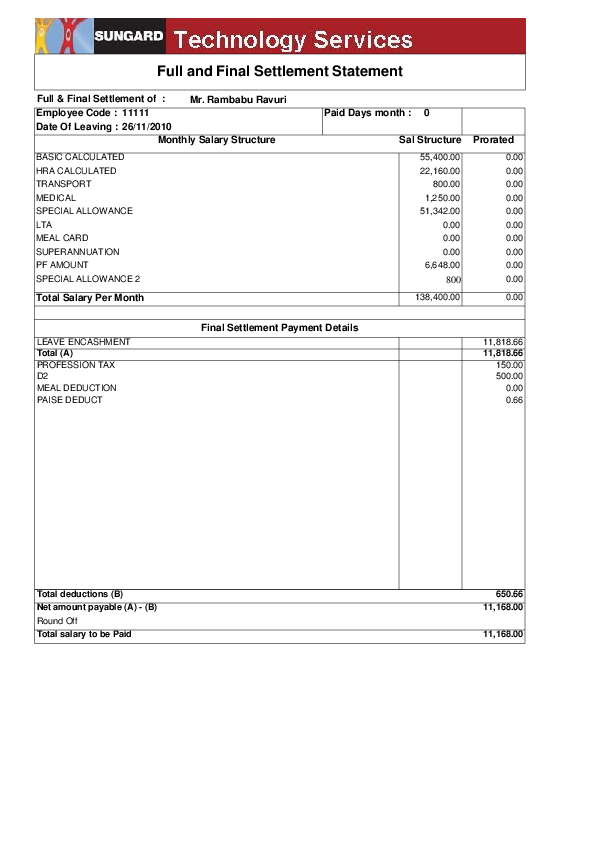 SUNGARD Technology Services
Full and Final Settlement Statement
Full & Final Settlement of : Mr. Rambabu Ravuri
Employee Code : 11111 Paid Days month : 0
Date Of Leaving : 26/11/2010
Monthly Salary Structure Sal Structure Prorated
BASIC CALCULATED 55,400.00 0.00
HRA CALCULATED 22,160.00 0.00
TRANSPORT 800.00 0.00
MEDICAL 1,250.00 0.00
SPECIAL ALLOWANCE 51,342.00 0.00
LTA 0.00 0.00
MEAL CARD 0.00 0.00
SUPERANNUATION 0.00 0.00
PF AMOUNT 6,648.00 0.00
SPECIAL ALLOWANCE 2 800 0.00
Total Salary Per Month 138,400.00 0.00
Final Settlement Payment Details
LEAVE ENCASHMENT 11,818.66
Total (A) 11,818.66
PROFESSION TAX 150.00
D2 500.00
MEAL DEDUCTION 0.00
PAISE DEDUCT 0.66
Total deductions (B) 650.66
Net amount payable (A) - (B) 11,168.00
Round Off
Total salary to be Paid 11,168.00